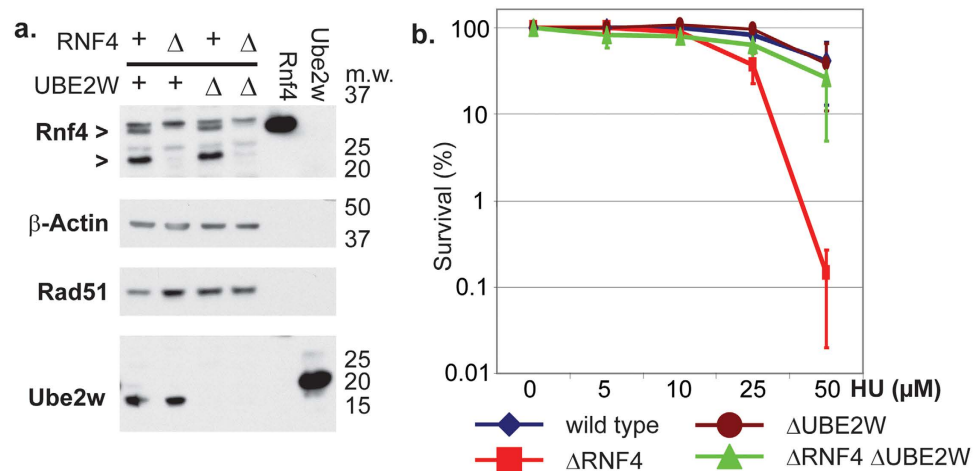 a.
RNF4 + Δ + Δ
UBE2W + + Δ Δ
Rnf4
Ube2w
m.w.
37
Rnf4 >
25
>
20
50
β-Actin
37
Rad51
25
20
Ube2w
15
b.
Survival (%)
100
10
1
0.1
0.01
0 5 10 25 50 HU (µM)
wild type
ΔUBE2W
ΔRNF4
ΔRNF4 ΔUBE2W